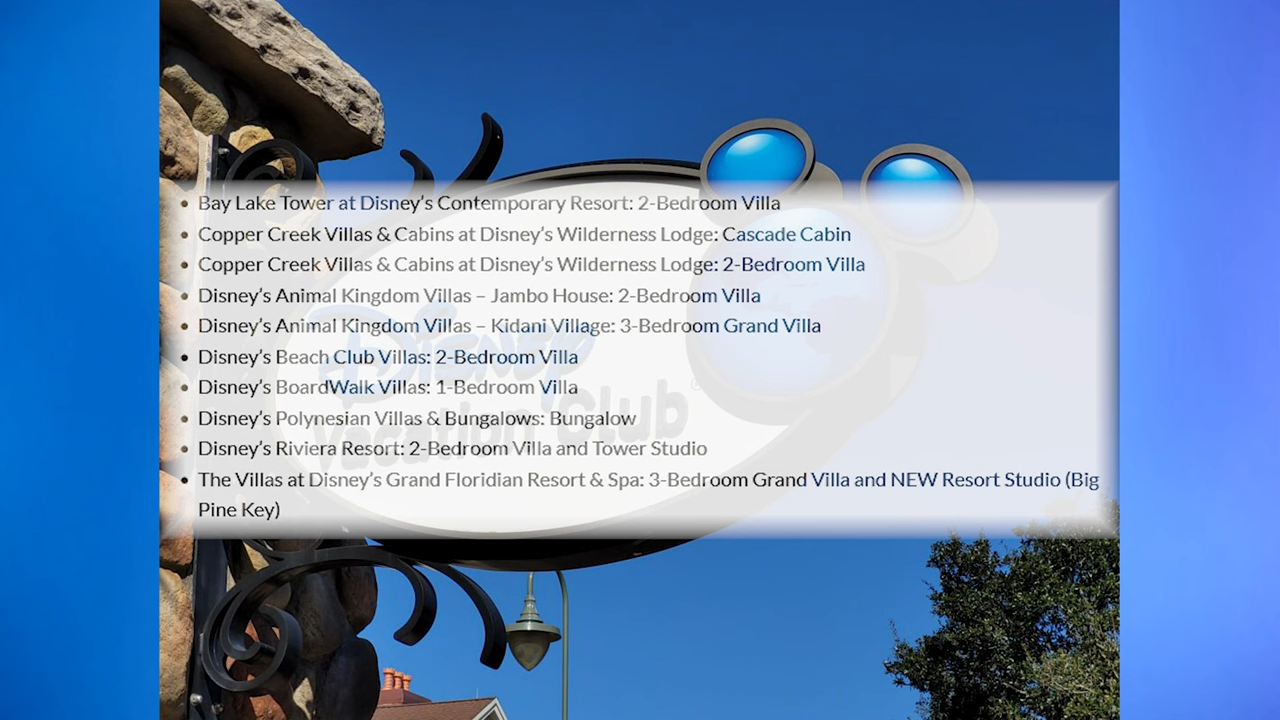 Bay Lake Tower at Disney's Contemporary Resort: 2-Bedroom Villa
Copper Creek Villas & Cabins at Disney's Wilderness Lodge: Cascade Cabin
Copper Creek Villas & Cabins at Disney's Wilderness Lodge: 2-Bedroom Villa
Disney's Animal Kingdom Villas – Jambo House: 2-Bedroom Villa
Disney's Animal Kingdom Villas – Kidani Village: 3-Bedroom Grand Villa
Disney's Beach Club Villas: 2-Bedroom Villa
Disney's BoardWalk Villas: 1-Bedroom Villa
Disney's Polynesian Villas & Bungalows: Bungalow
Disney's Riviera Resort: 2-Bedroom Villa and Tower Studio
The Villas at Disney's Grand Floridian Resort & Spa: 3-Bedroom Grand Villa and NEW Resort Studio (Big
Pine Key)
Disney
Vacation Club